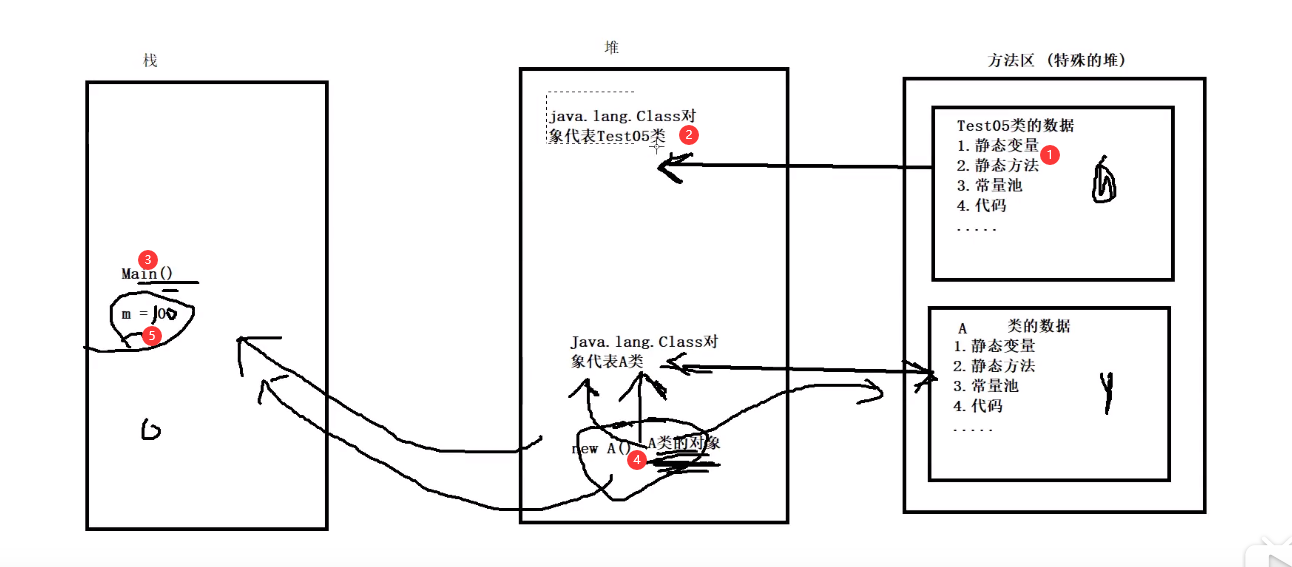 栈
堆
方法区 (特殊的堆)
java.lang.Class对
象代表Test05类
2
Test05类的数据
1.静态变量
1
2.静态方法
3.常量池
4.代码
.....
3
Main()
m = 100
5
Java.lang.Class对
象代表A类
new A()
A类的对象
4
A 类的数据
1.静态变量
2.静态方法
3.常量池
4.代码
.....